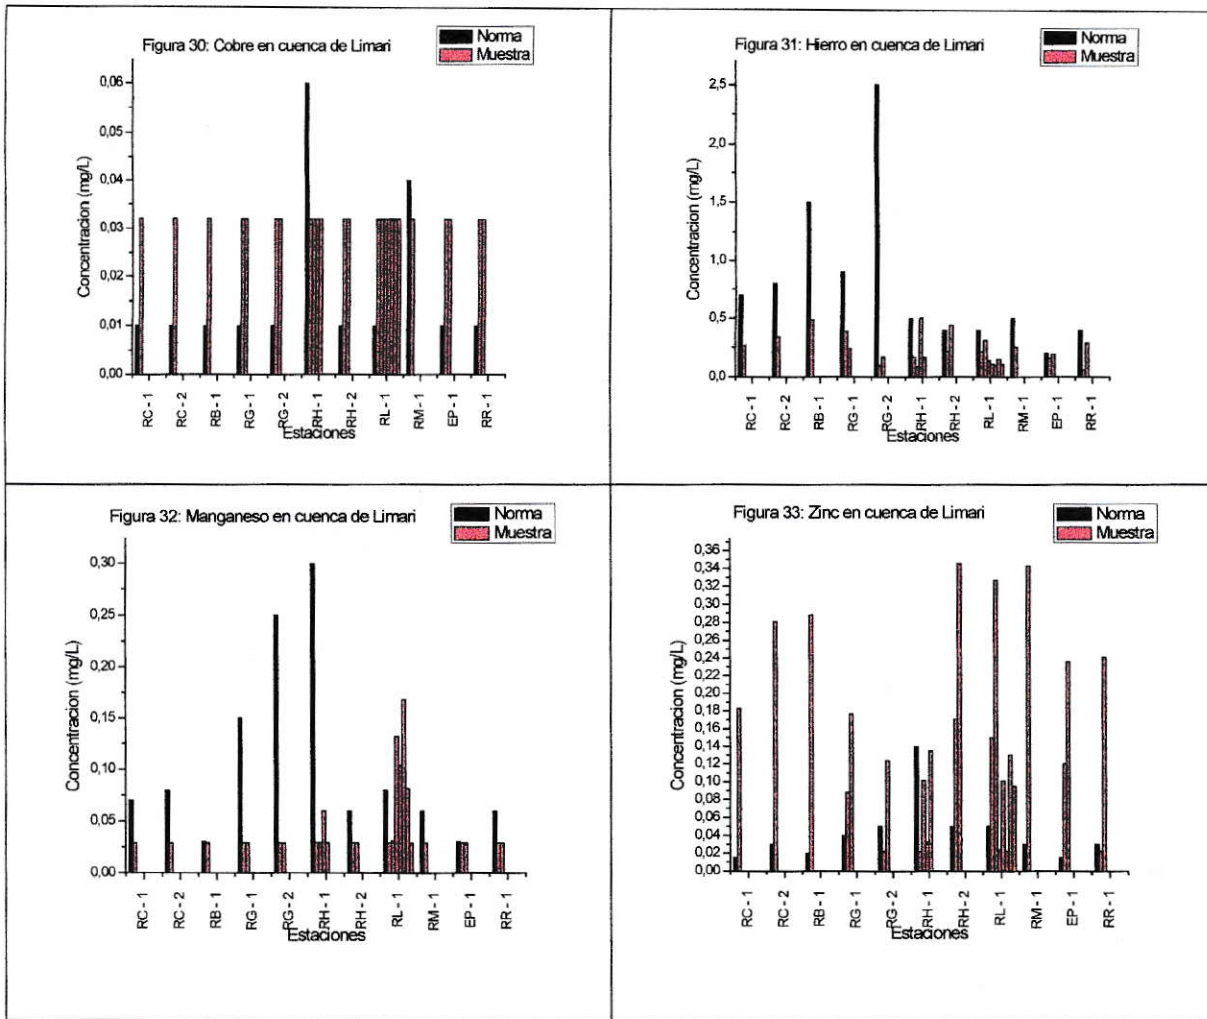 Figura 30: Cobre en cuenca de Limari
Norma
Muestra
Concentracion (mg/L)
0,06
0,05
0,04
0,03
0,02
0,01
0,00
RC - 1
RC - 2
RB - 1
RG - 1
RG - 2
RH - 1
RH - 2
RL - 1
RM - 1
EP - 1
RR - 1
Estaciones
Figura 31: Hierro en cuenca de Limari
Norma
Muestra
Concentracion (mg/L)
2,5
2,0
1,5
1,0
0,5
0,0
RC - 1
RC - 2
RB - 1
RG - 1
RG - 2
RH - 1
RH - 2
RL - 1
RM - 1
EP - 1
RR - 1
Estaciones
Figura 32: Manganeso en cuenca de Limari
Norma
Muestra
Concentracion (mg/L)
0,30
0,25
0,20
0,15
0,10
0,05
0,00
RC - 1
RC - 2
RB - 1
RG - 1
RG - 2
RH - 1
RH - 2
RL - 1
RM - 1
EP - 1
RR - 1
Estaciones
Figura 33: Zinc en cuenca de Limari
Norma
Muestra
Concentracion (mg/L)
0,36
0,34
0,32
0,30
0,28
0,26
0,24
0,22
0,20
0,18
0,16
0,14
0,12
0,10
0,08
0,06
0,04
0,02
0,00
RC - 1
RC - 2
RB - 1
RG - 1
RG - 2
RH - 1
RH - 2
RL - 1
RM - 1
EP - 1
RR - 1
Estaciones